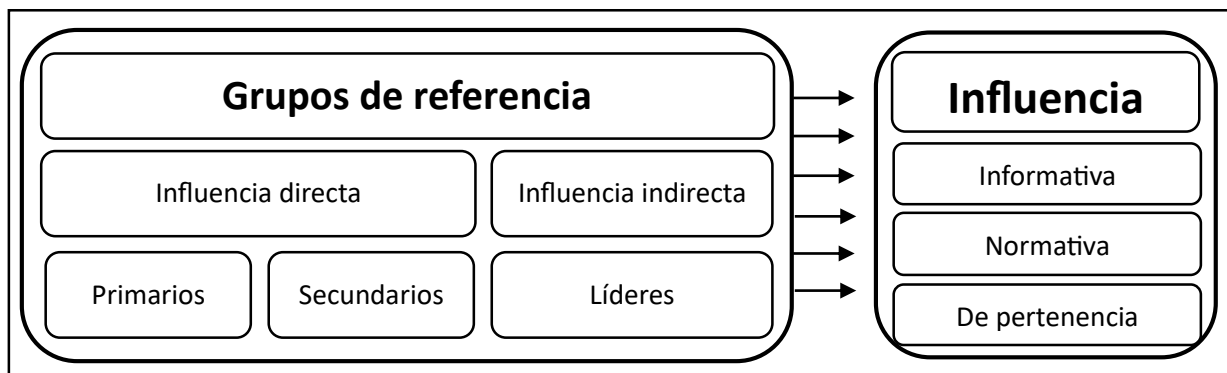 Grupos de referencia
Influencia directa
Influencia indirecta
Primarios
Secundarios
Líderes
Influencia
Informativa
Normativa
De pertenencia